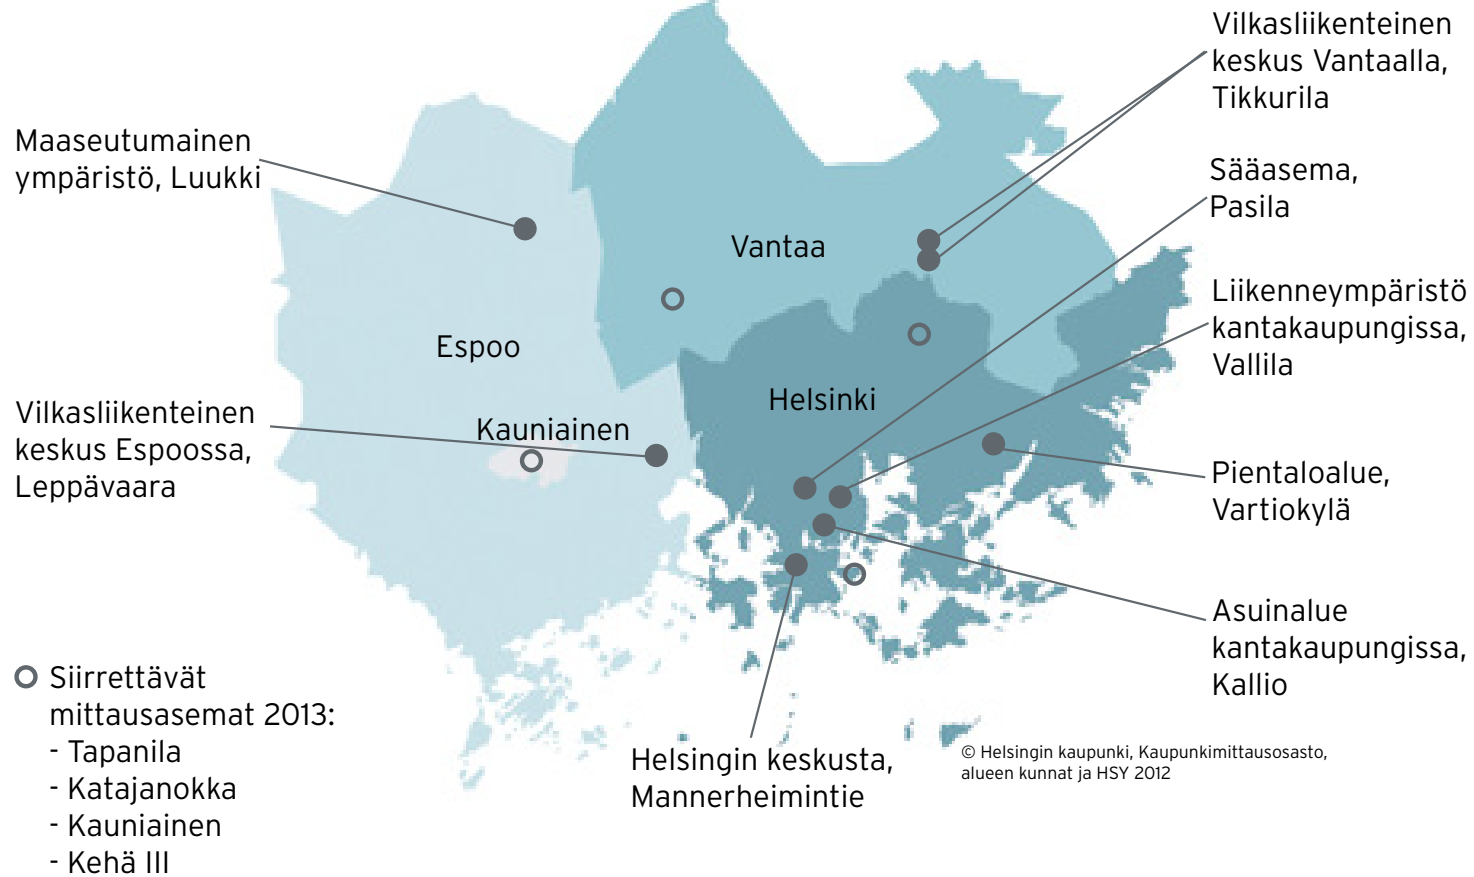 Vilkasliikenteinen
keskus Vantaalla,
Tikkurila
Maaseutumainen
ympäristö, Luukki
Sääasema,
Pasila
Vantaa
Liikenneympäristö
kantakaupungissa,
Vallila
Espoo
Helsinki
Vilkasliikenteinen
keskus Espoossa,
Leppävaara
Kauniainen
Pientaloalue,
Vartiokylä
Asuinalue
kantakaupungissa,
Kallio
Siirrettävät
mittausasemat 2013:
- Tapanila
- Katajanokka
- Kauniainen
- Kehä III
Helsingin keskusta,
Mannerheimintie
© Helsingin kaupunki, Kaupunkimittausosasto,
alueen kunnat ja HSY 2012